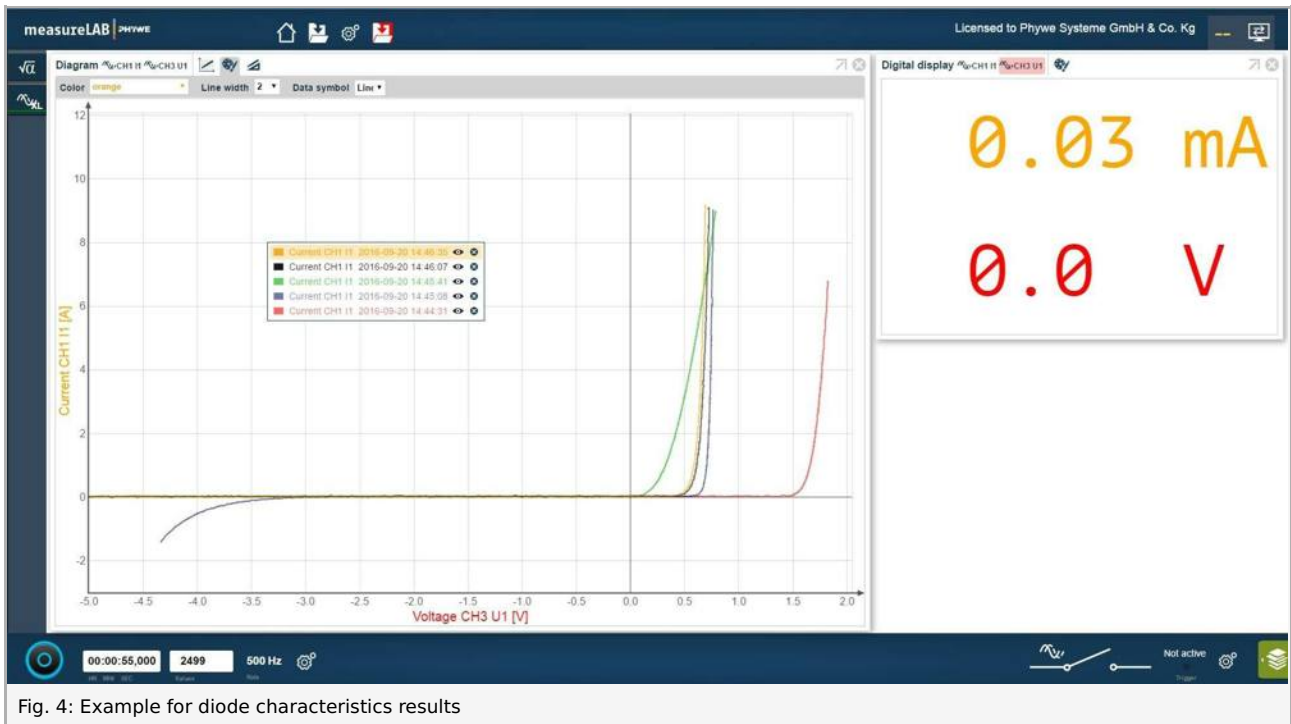 measureLAB PHYWE
Licensed to Phywe Systeme GmbH & Co. Kg
--
√α
Diagram CH1 I1 CH3 U1
Color orange Line width 2 Data symbol Line
12
10
8
6
4
2
0
-2
Current CH1 I1 [A]
Current CH1 I1 2016-09-20 14:46:35
Current CH1 I1 2016-09-20 14:46:07
Current CH1 I1 2016-09-20 14:45:41
Current CH1 I1 2016-09-20 14:45:08
Current CH1 I1 2016-09-20 14:44:31
-5.0 -4.5 -4.0 -3.5 -3.0 -2.5 -2.0 -1.5 -1.0 -0.5 0.0 0.5 1.0 1.5 2.0
Voltage CH3 U1 [V]
Digital display CH1 I1 CH3 U1
0.03 mA
0.0 V
00:00:55,000 2499 500 Hz
HR MIN SEC Values Rate
Not active
Trigger
Fig. 4: Example for diode characteristics results